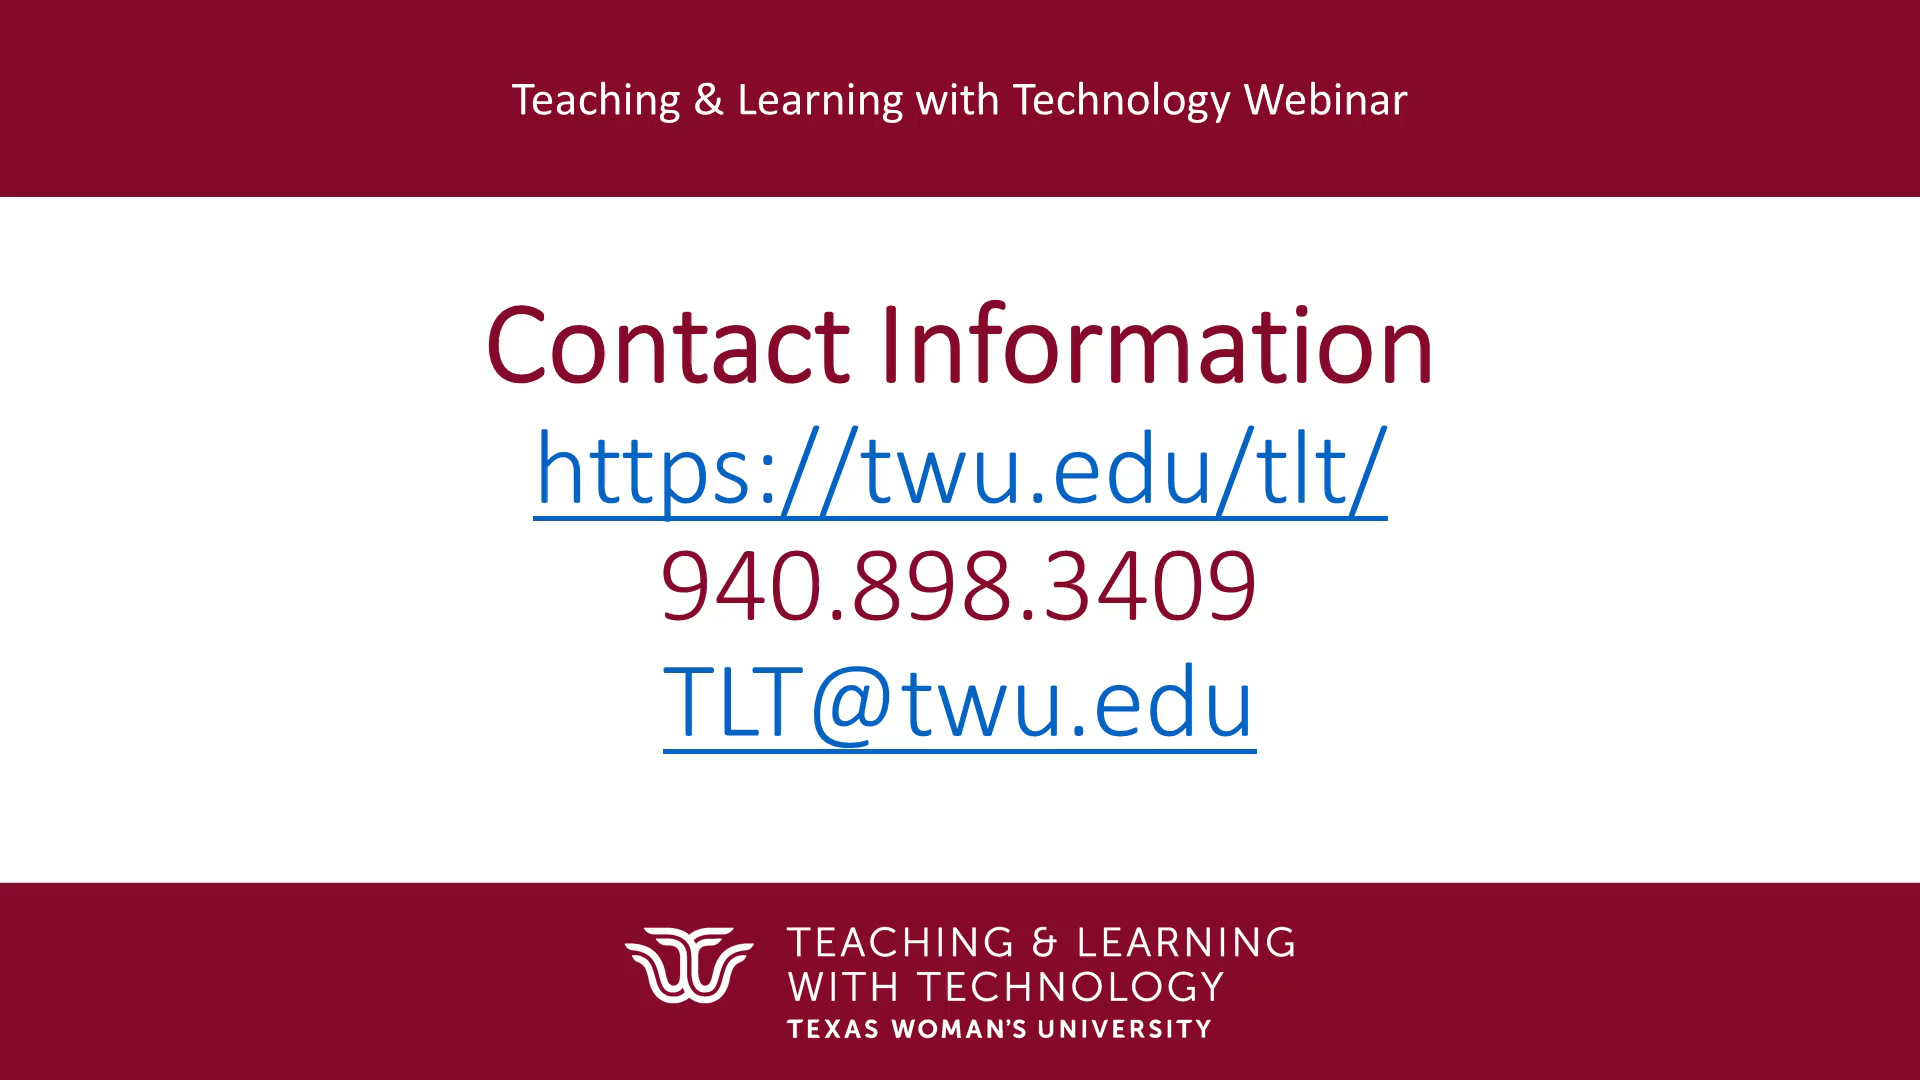 Teaching & Learning with Technology Webinar
Contact Information
https://twu.edu/tlt/
940.898.3409
TLT@twu.edu
TEACHING & LEARNING
WITH TECHNOLOGY
TEXAS WOMAN'S UNIVERSITY